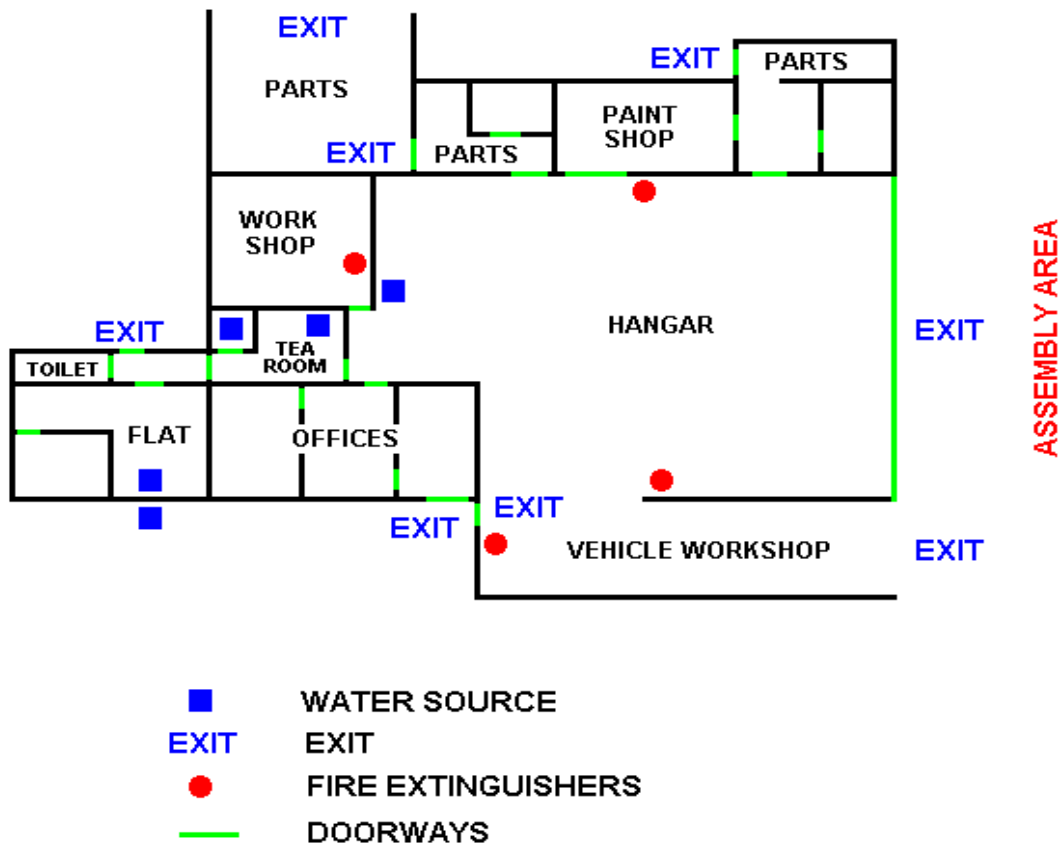 EXIT
PARTS
EXIT
PARTS
EXIT
PARTS
PAINT
SHOP
WORK
SHOP
HANGAR
EXIT
TEA
ROOM
TOILET
EXIT
ASSEMBLY AREA
FLAT
OFFICES
EXIT
EXIT
VEHICLE WORKSHOP
EXIT
WATER SOURCE
EXIT EXIT
FIRE EXTINGUISHERS
DOORWAYS